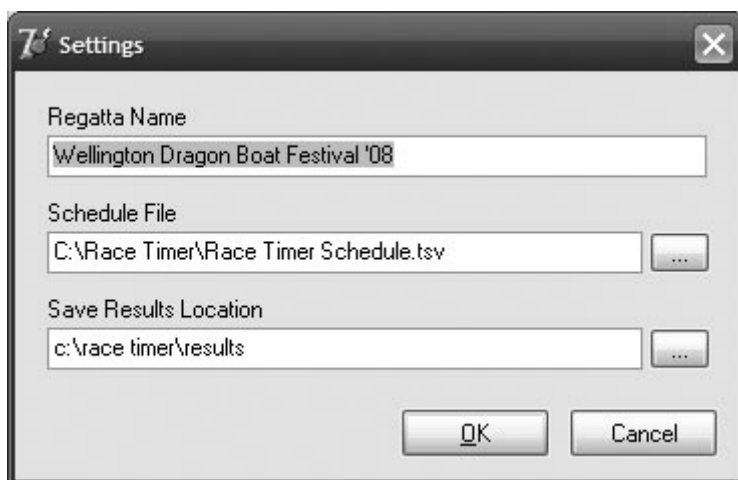 Settings
Regatta Name
Wellington Dragon Boat Festival '08
Schedule File
C:\Race Timer\Race Timer Schedule.tsv
...
Save Results Location
c:\race timer\results
...
OK Cancel